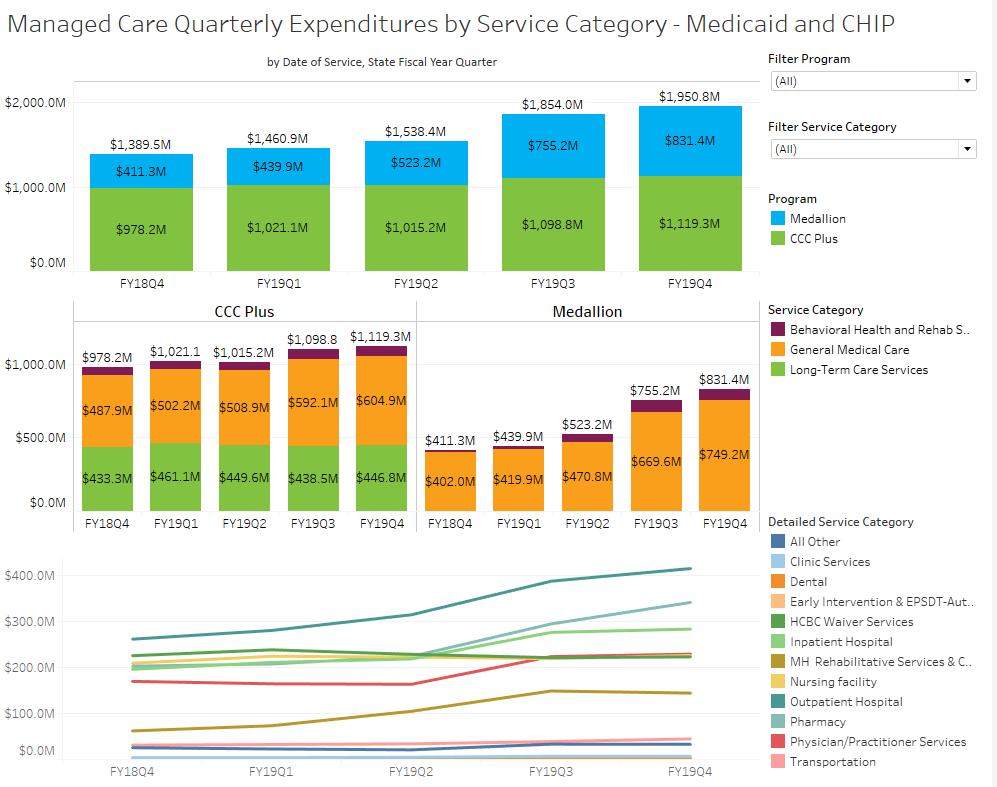 Managed Care Quarterly Expenditures by Service Category - Medicaid and CHIP
by Date of Service, State Fiscal Year Quarter
$2,000.0M
$1,000.0M
$0.0M
$1,389.5M
$411.3M
$978.2M
$1,460.9M
$439.9M
$1,021.1M
$1,538.4M
$523.2M
$1,015.2M
$1,854.0M
$755.2M
$1,098.8M
$1,950.8M
$831.4M
$1,119.3M
FY18Q4 FY19Q1 FY19Q2 FY19Q3 FY19Q4
Filter Program
(All)
Filter Service Category
(All)
Program
Medallion
CCC Plus
CCC Plus
Medallion
$1,000.0M
$500.0M
$0.0M
$978.2M
$487.9M
$433.3M
$1,021.1
$502.2M
$461.1M
$1,015.2M
$508.9M
$449.6M
$1,098.8
$592.1M
$438.5M
$1,119.3M
$604.9M
$446.8M
$411.3M
$402.0M
$439.9M
$419.9M
$523.2M
$470.8M
$755.2M
$669.6M
$831.4M
$749.2M
FY18Q4 FY19Q1 FY19Q2 FY19Q3 FY19Q4 FY18Q4 FY19Q1 FY19Q2 FY19Q3 FY19Q4
Service Category
Behavioral Health and Rehab S..
General Medical Care
Long-Term Care Services
$400.0M
$300.0M
$200.0M
$100.0M
$0.0M
FY18Q4 FY19Q1 FY19Q2 FY19Q3 FY19Q4
Detailed Service Category
All Other
Clinic Services
Dental
Early Intervention & EPSDT-Aut..
HCBC Waiver Services
Inpatient Hospital
MH Rehabilitative Services & C..
Nursing facility
Outpatient Hospital
Pharmacy
Physician/Practitioner Services
Transportation